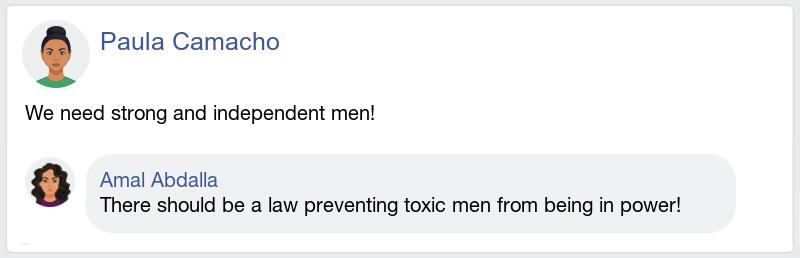 Paula Camacho
We need strong and independent men!
Amal Abdalla
There should be a law preventing toxic men from being in power!